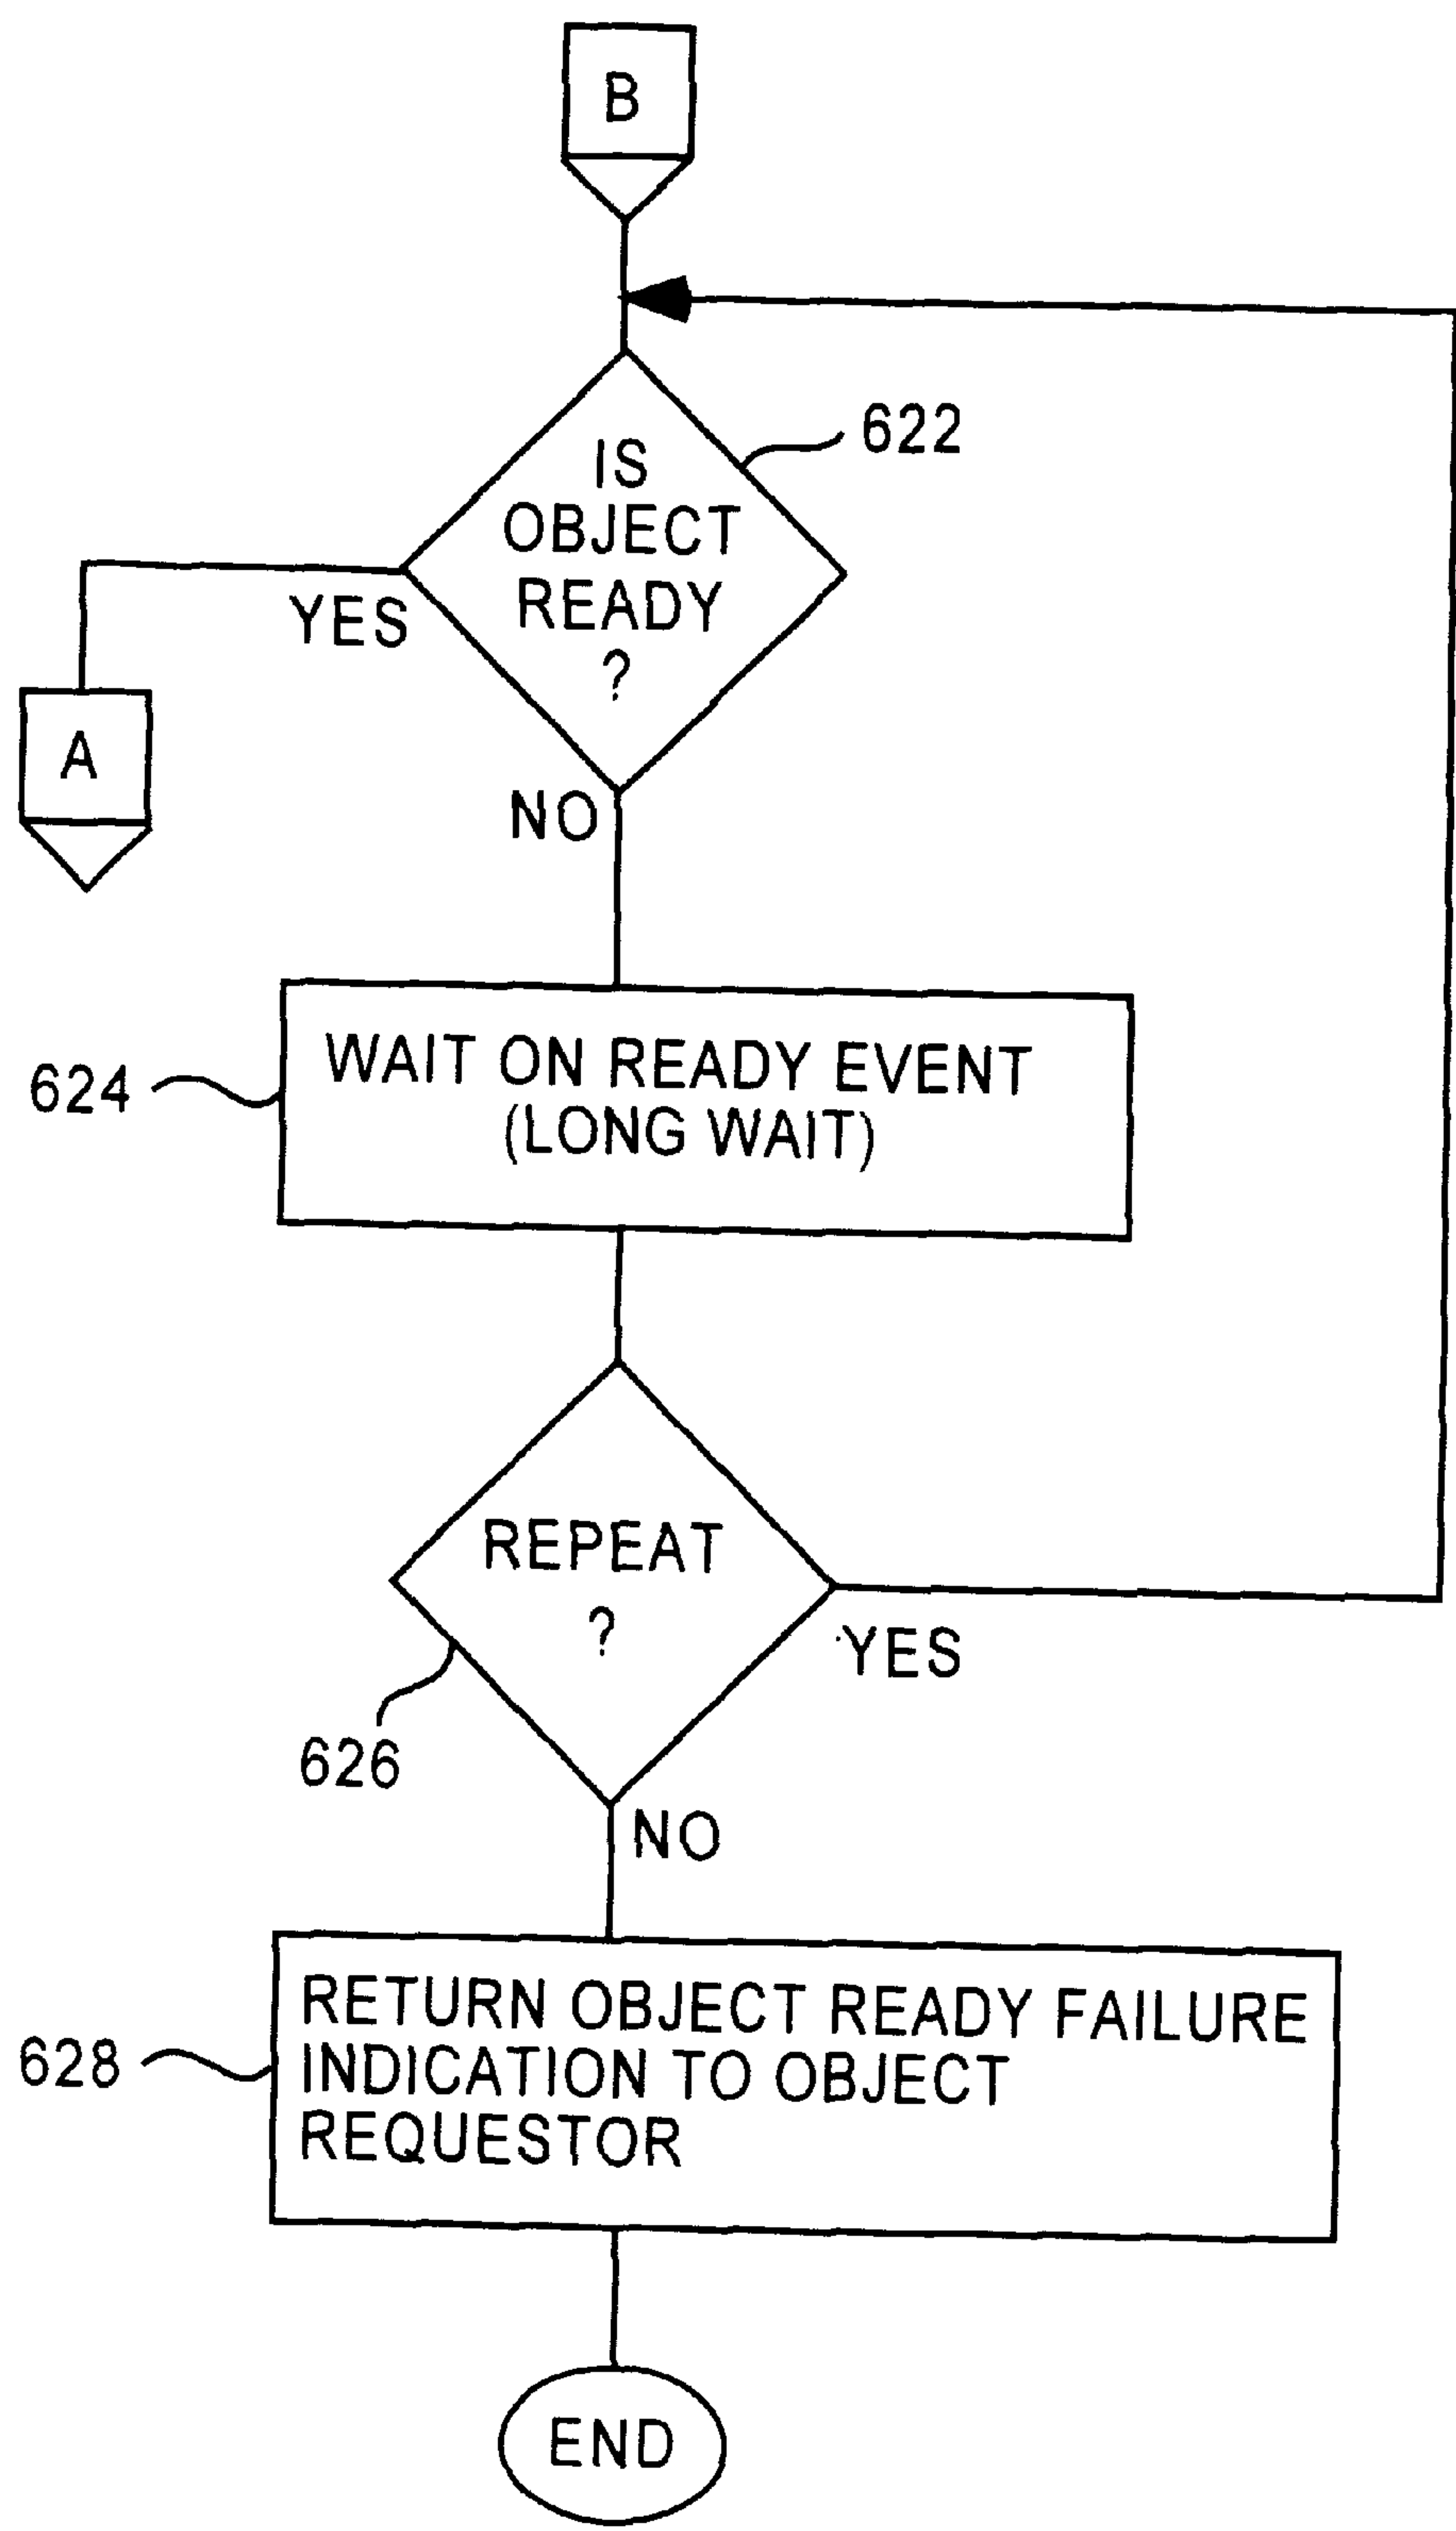 B
622
IS
OBJECT
READY
?
YES
A
NO
624
WAIT ON READY EVENT
(LONG WAIT)
REPEAT
?
YES
626
NO
628
RETURN OBJECT READY FAILURE
INDICATION TO OBJECT
REQUESTOR
END